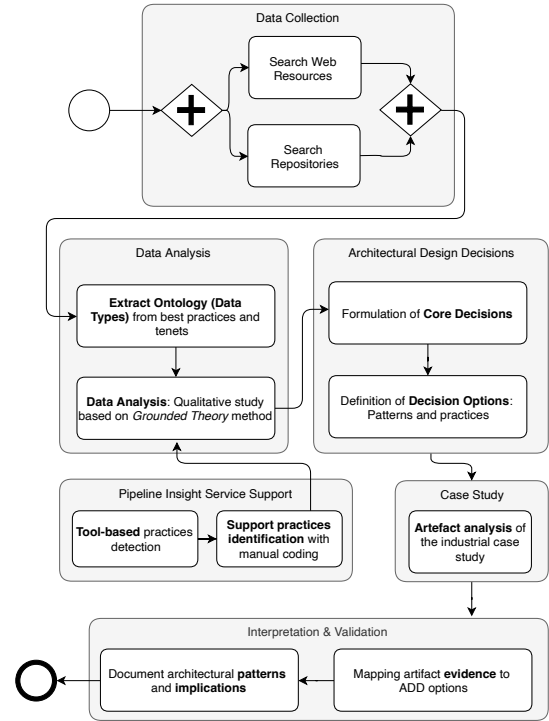 Data Collection
Search Web
Resources
Search
Repositories
Data Analysis
Extract Ontology (Data
Types) from best practices and
tenets
Data Analysis: Qualitative study
based on Grounded Theory method
Architectural Design Decisions
Formulation of Core Decisions
Definition of Decision Options:
Patterns and practices
Pipeline Insight Service Support
Tool-based practices
detection
Support practices
identification with
manual coding
Case Study
Artefact analysis of
the industrial case
study
Interpretation & Validation
Document architectural patterns
and implications
Mapping artifact evidence to
ADD options